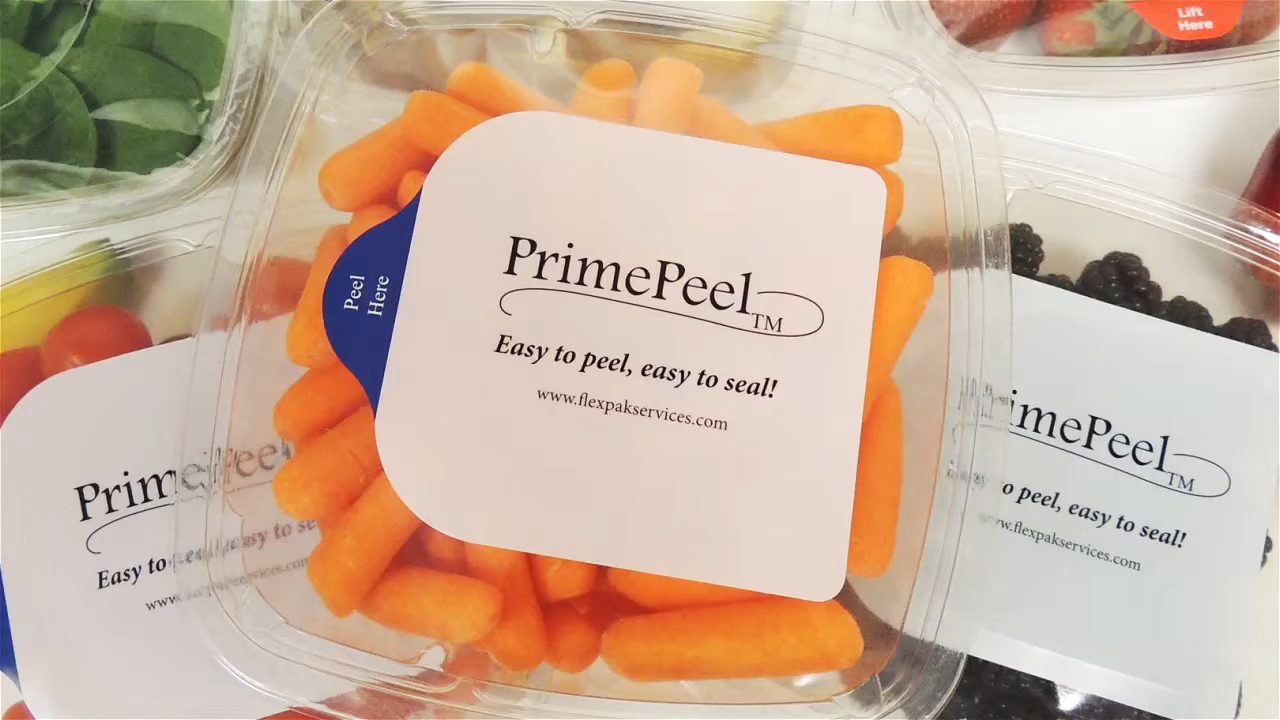 Lift
Here
Peel
Here
PrimePeel TM
Easy to peel, easy to seal!
www.flexpakservices.com
PrimePeel
Easy to
imePeel TM
o peel, easy to seal!
www.flexpakservices.com